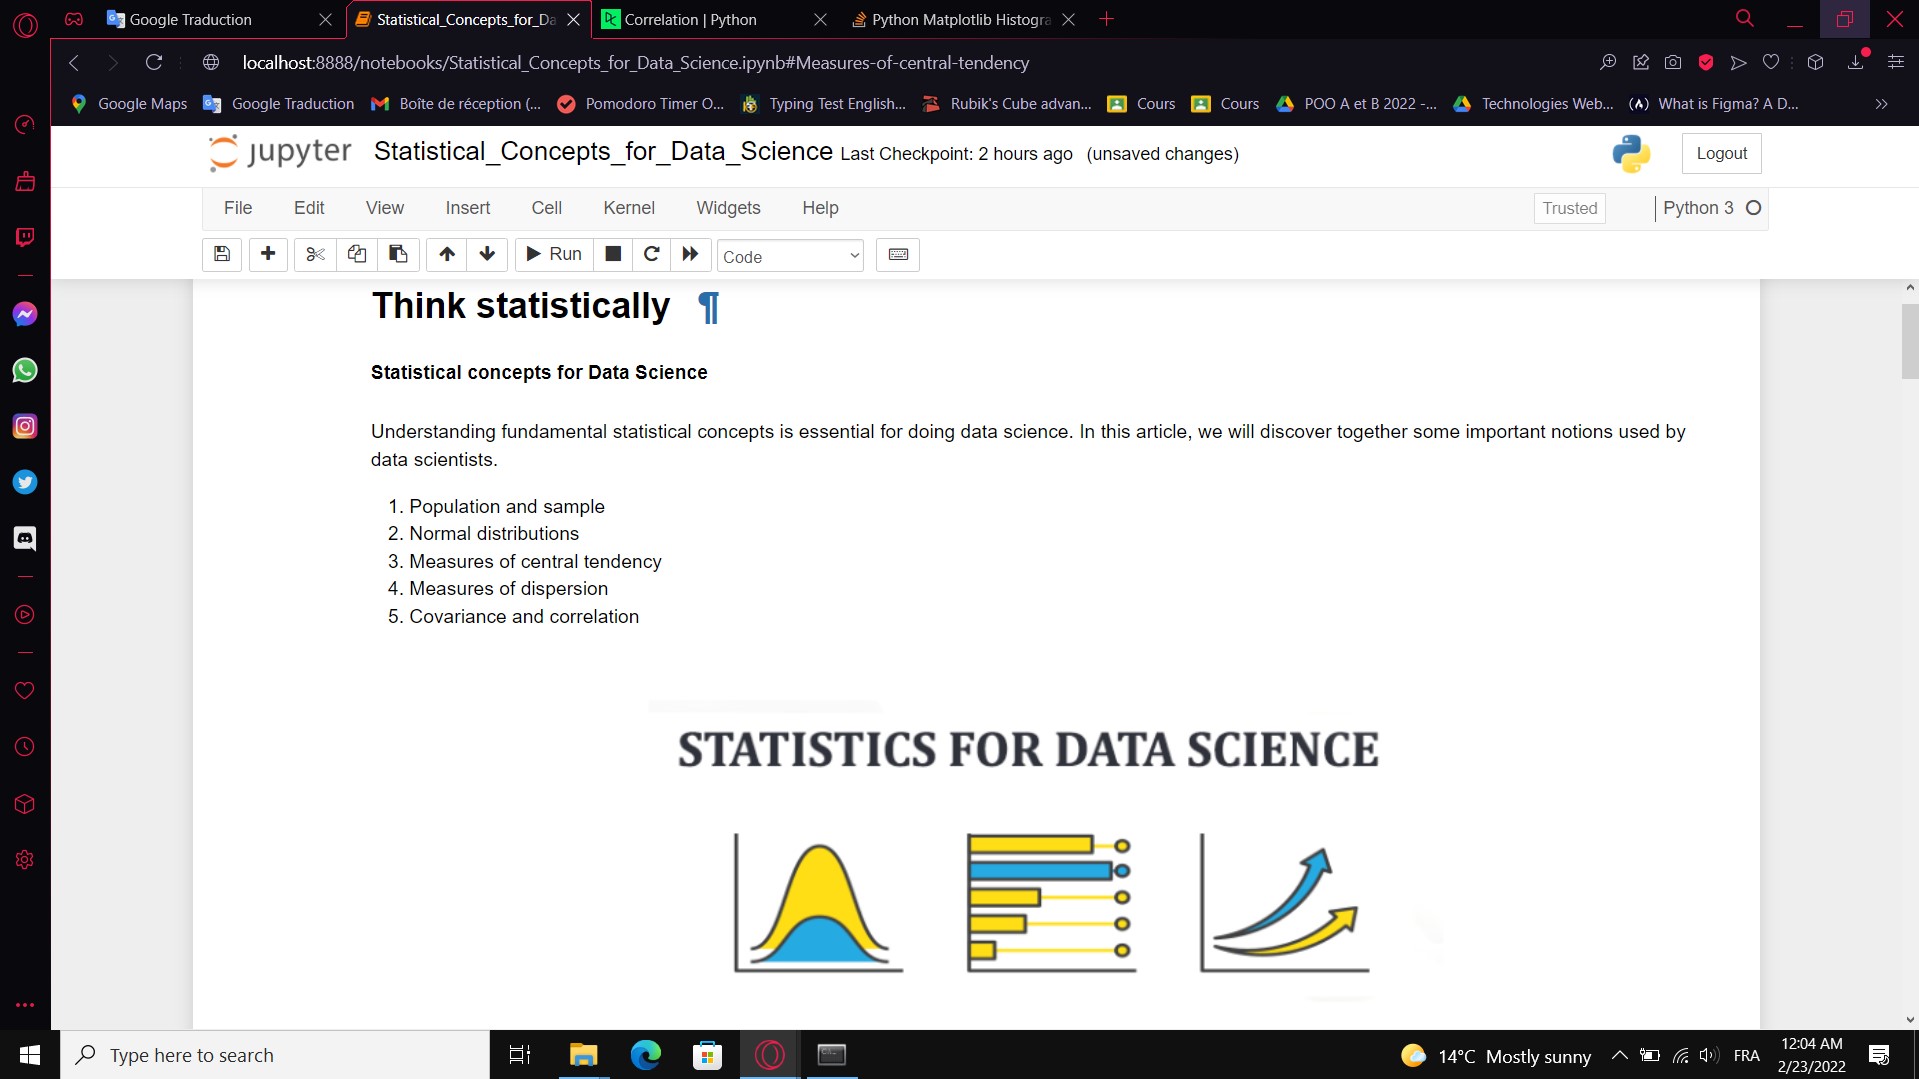 Google Traduction
Statistical_Concepts_for_Da
Correlation | Python
Python Matplotlib Histogra
localhost:8888/notebooks/Statistical_Concepts_for_Data_Science.ipynb#Measures-of-central-tendency
Google Maps
Google Traduction
Boîte de réception (...
Pomodoro Timer O...
Typing Test English...
Rubik's Cube advan...
Cours
Cours
POO A et B 2022 -...
Technologies Web...
What is Figma? A D...
jupyter Statistical_Concepts_for_Data_Science Last Checkpoint: 2 hours ago (unsaved changes)
Logout
File Edit View Insert Cell Kernel Widgets Help
Trusted
Python 3
Run
Code
Think statistically ¶
Statistical concepts for Data Science
Understanding fundamental statistical concepts is essential for doing data science. In this article, we will discover together some important notions used by
data scientists.
1. Population and sample
2. Normal distributions
3. Measures of central tendency
4. Measures of dispersion
5. Covariance and correlation
STATISTICS FOR DATA SCIENCE
Type here to search
14°C Mostly sunny
FRA
12:04 AM
2/23/2022